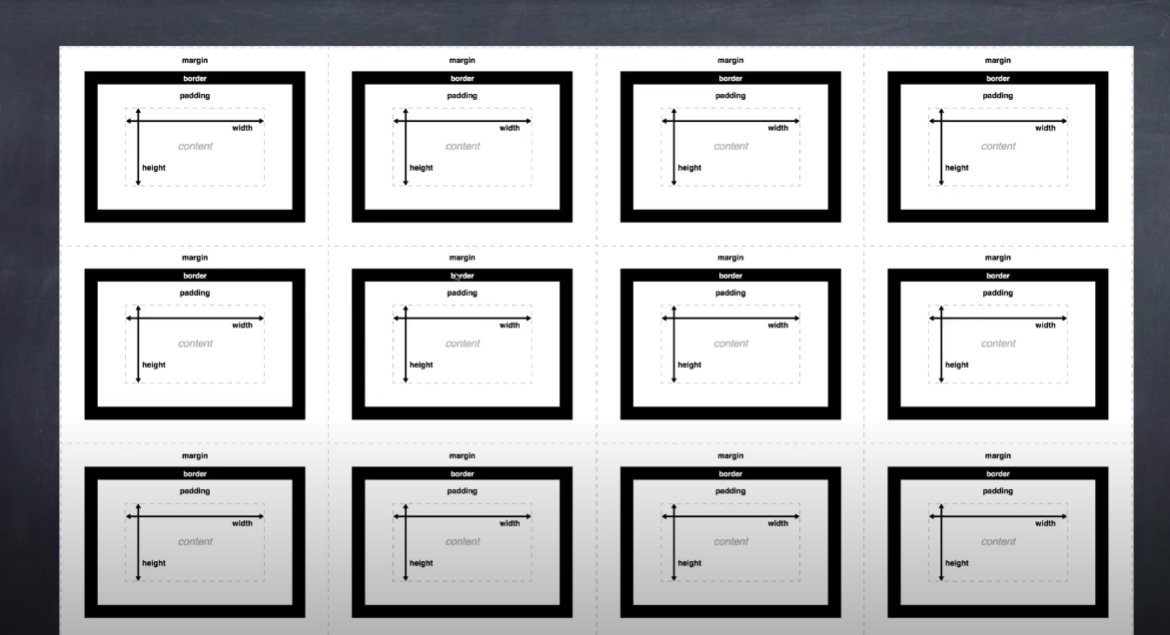 margin margin margin margin
border border border border
padding padding padding padding
width width width width
content content content content
height height height height
margin margin margin margin
border border border border
padding padding padding padding
width width width width
content content content content
height height height height
margin margin margin margin
border border border border
padding padding padding padding
width width width width
content content content content
height height height height